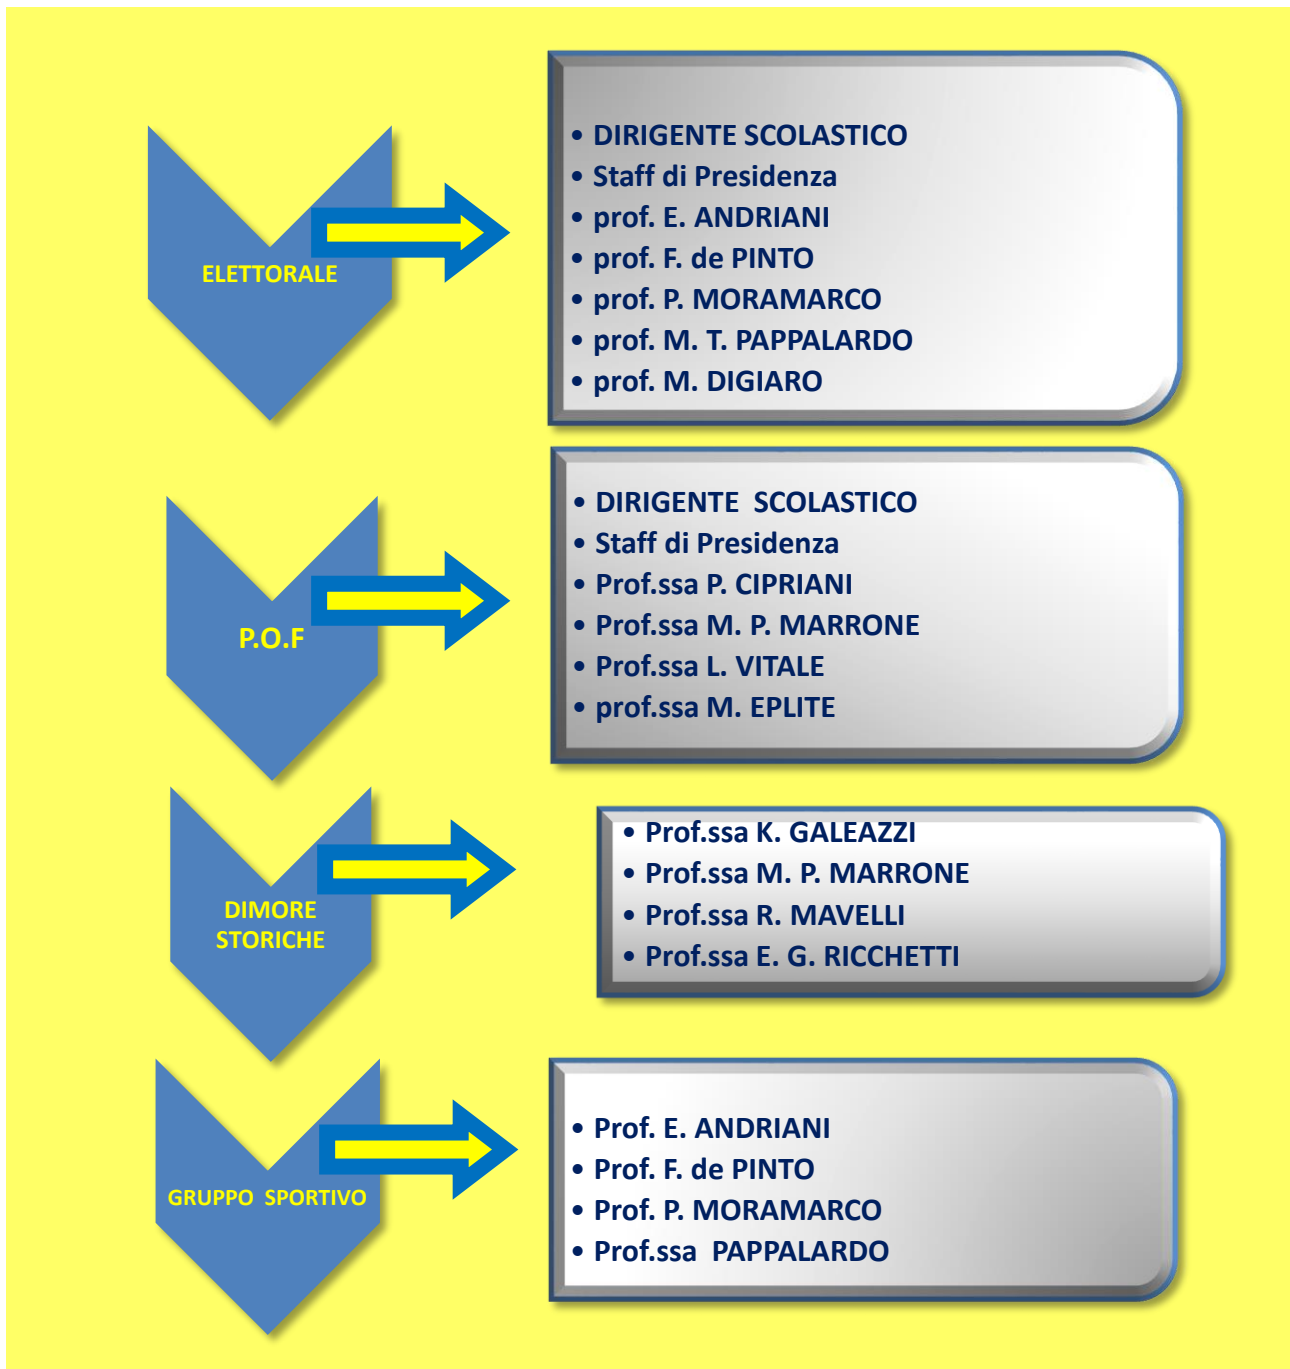 ELETTORALE
• DIRIGENTE SCOLASTICO
• Staff di Presidenza
• prof. E. ANDRIANI
• prof. F. de PINTO
• prof. P. MORAMARCO
• prof. M. T. PAPPALARDO
• prof. M. DIGIARO
P.O.F
• DIRIGENTE SCOLASTICO
• Staff di Presidenza
• Prof.ssa P. CIPRIANI
• Prof.ssa M. P. MARRONE
• Prof.ssa L. VITALE
• prof.ssa M. EPLITE
DIMORE
STORICHE
• Prof.ssa K. GALEAZZI
• Prof.ssa M. P. MARRONE
• Prof.ssa R. MAVELLI
• Prof.ssa E. G. RICCHETTI
GRUPPO SPORTIVO
• Prof. E. ANDRIANI
• Prof. F. de PINTO
• Prof. P. MORAMARCO
• Prof.ssa PAPPALARDO